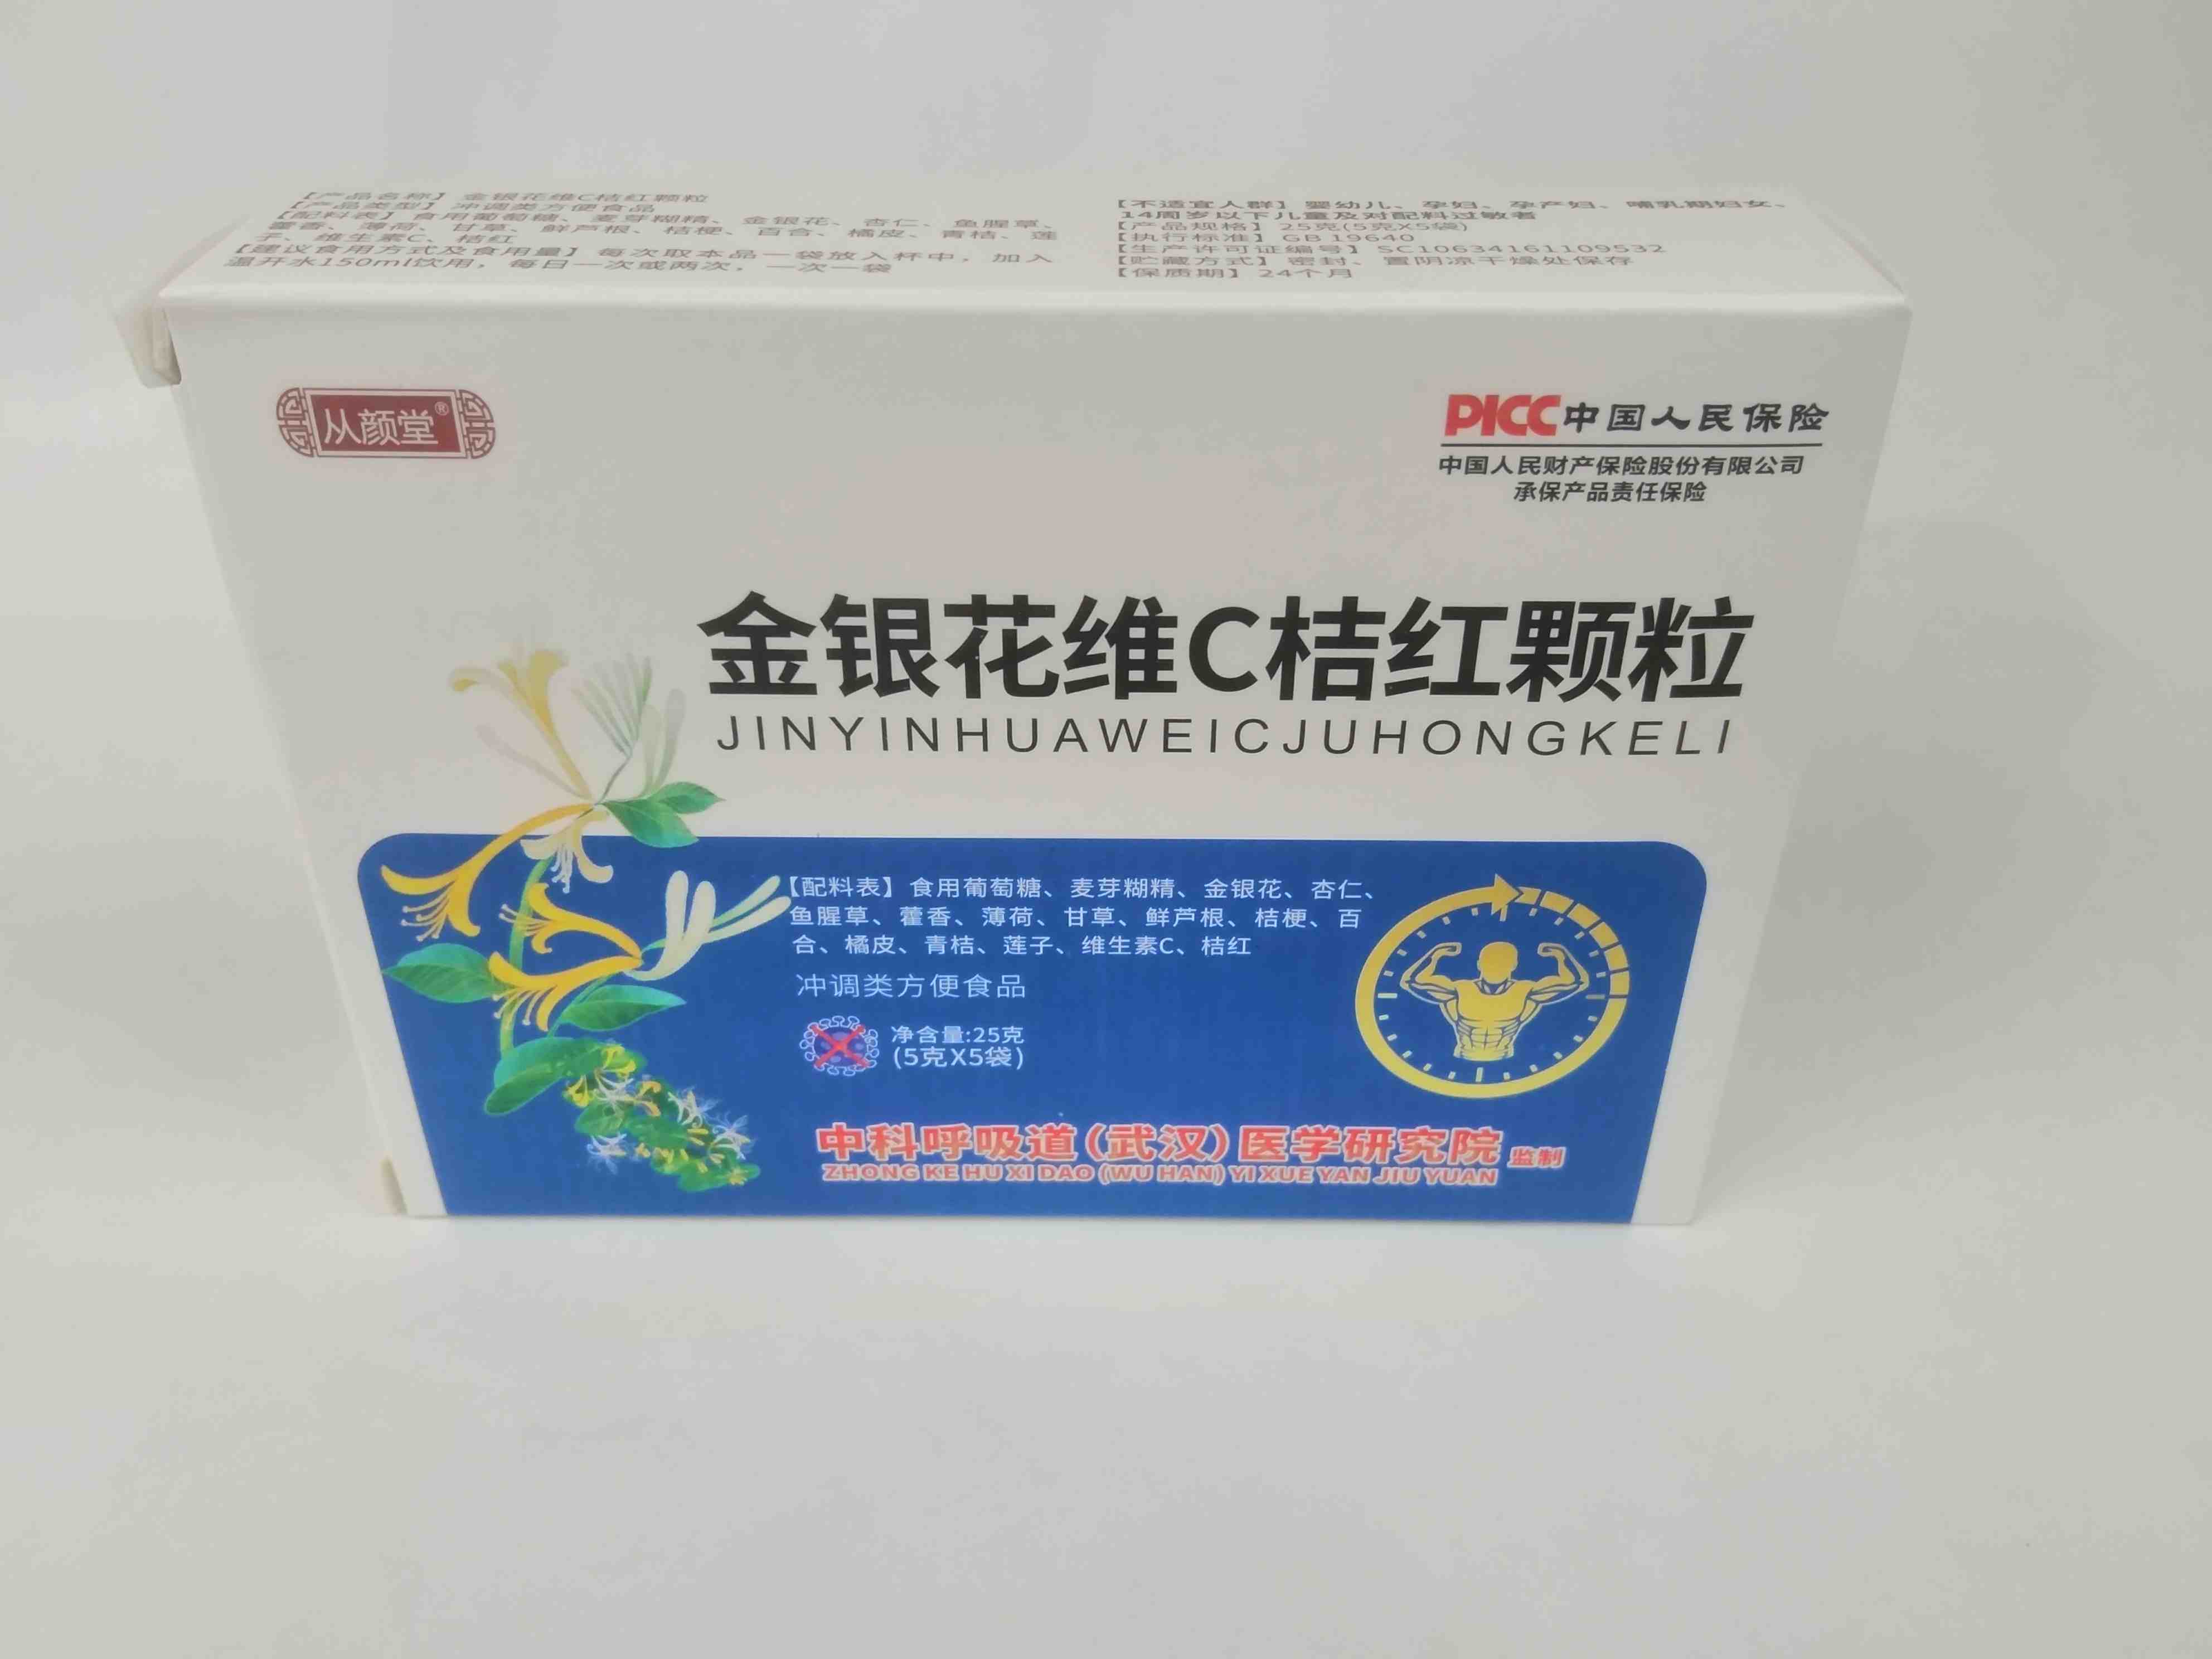 【产品名称】金银花维C桔红颗粒
【产品类型】冲调类方便食品
【配料表】食用葡萄糖、麦芽糊精、金银花、杏仁、鱼腥草、
藿香、薄荷、甘草、鲜芦根、桔梗、百合、橘皮、青桔、莲
子、维生素C、桔红
【建议食用方式及食用量】每次取本品一袋放入杯中，加入
温开水150ml饮用，每日一次或两次，一次一袋
【不适宜人群】婴幼儿、孕妇、孕产妇、哺乳期妇女、
14周岁以下儿童及对配料过敏者
【产品规格】25克(5克X5袋)
【执行标准】GB 19640
【生产许可证编号】SC10634161109532
【贮藏方式】密封、置阴凉干燥处保存
【保质期】24个月
从颜堂®
PICC中国人民保险
中国人民财产保险股份有限公司
承保产品责任保险
金银花维C桔红颗粒
JINYINHUAWEICJUHONGKELI
【配料表】食用葡萄糖、麦芽糊精、金银花、杏仁、
鱼腥草、藿香、薄荷、甘草、鲜芦根、桔梗、百
合、橘皮、青桔、莲子、维生素C、桔红
冲调类方便食品
净含量:25克
(5克X5袋)
中科呼吸道(武汉)医学研究院 监制
ZHONG KE HU XI DAO (WU HAN) YI XUE YAN JIU YUAN